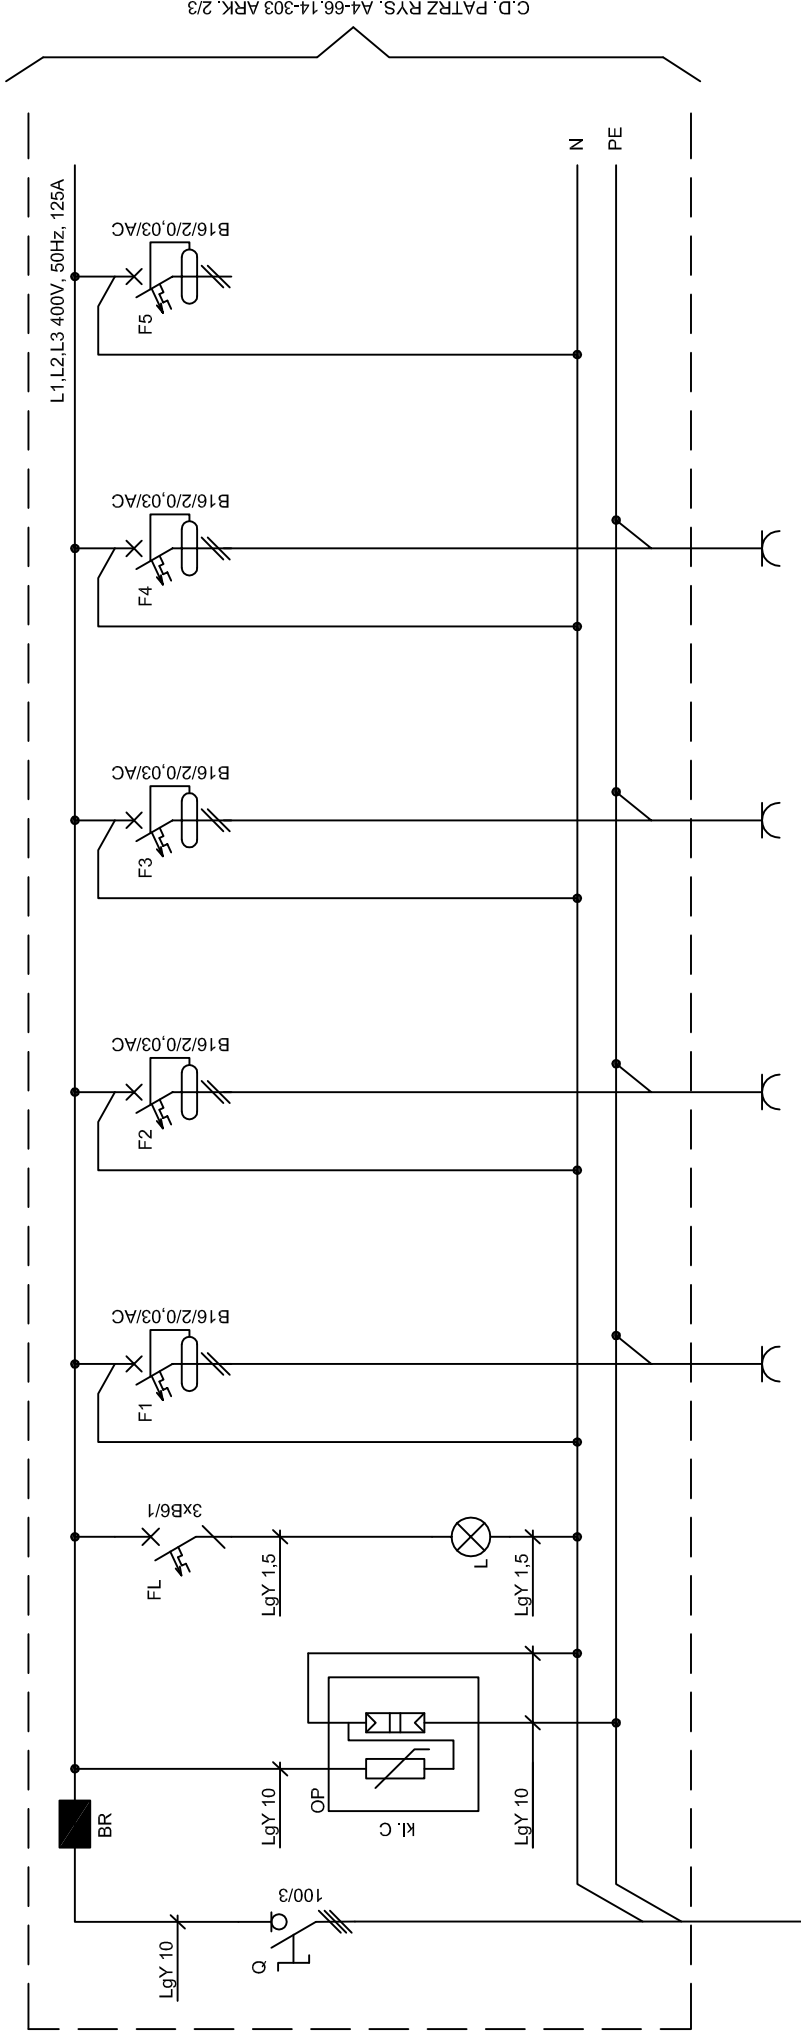 C.D. PATRZ RYS. A4-66.14-303 ARK. 2/3
L1,L2,L3 400V, 50Hz, 125A
N
PE
B16/2/0,03/AC
F5
B16/2/0,03/AC
F4
B16/2/0,03/AC
F3
B16/2/0,03/AC
F2
B16/2/0,03/AC
F1
3xB6/1
FL
LgY 1,5
L
LgY 1,5
BR
LgY 10
OP
kl. C
LgY 10
100/3
Q
LgY 10